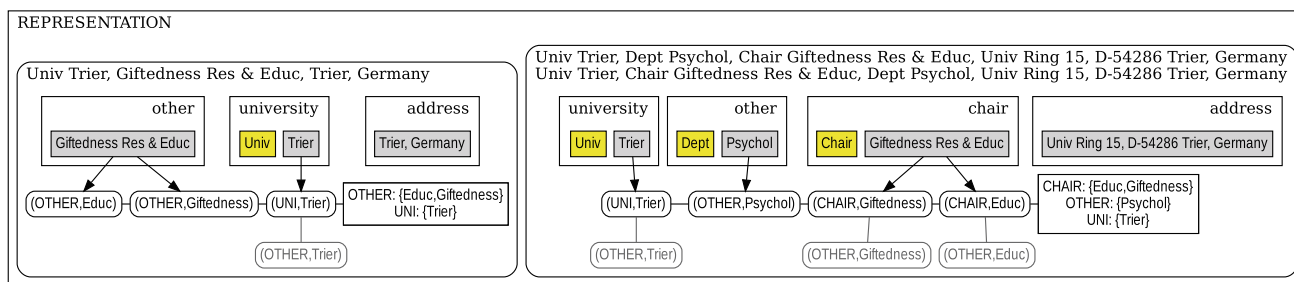 REPRESENTATION
Univ Trier, Giftedness Res & Educ, Trier, Germany
other
Giftedness Res & Educ
university
Univ Trier
address
Trier, Germany
(OTHER,Educ)
(OTHER,Giftedness)
(UNI,Trier)
OTHER: {Educ,Giftedness}
UNI: {Trier}
(OTHER,Trier)
Univ Trier, Dept Psychol, Chair Giftedness Res & Educ, Univ Ring 15, D-54286 Trier, Germany
Univ Trier, Chair Giftedness Res & Educ, Dept Psychol, Univ Ring 15, D-54286 Trier, Germany
university
Univ Trier
other
Dept Psychol
chair
Chair Giftedness Res & Educ
address
Univ Ring 15, D-54286 Trier, Germany
(UNI,Trier)
(OTHER,Psychol)
(CHAIR,Giftedness)
(CHAIR,Educ)
CHAIR: {Educ,Giftedness}
OTHER: {Psychol}
UNI: {Trier}
(OTHER,Trier)
(OTHER,Giftedness)
(OTHER,Educ)